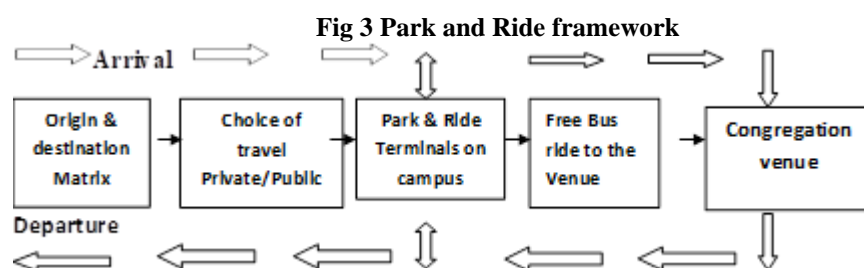 Fig 3 Park and Ride framework
Arrival
Origin &
destination
Matrix
Choice of
travel
Private/Public
Park & Ride
Terminals on
campus
Free Bus
ride to the
Venue
Congregation
venue
Departure